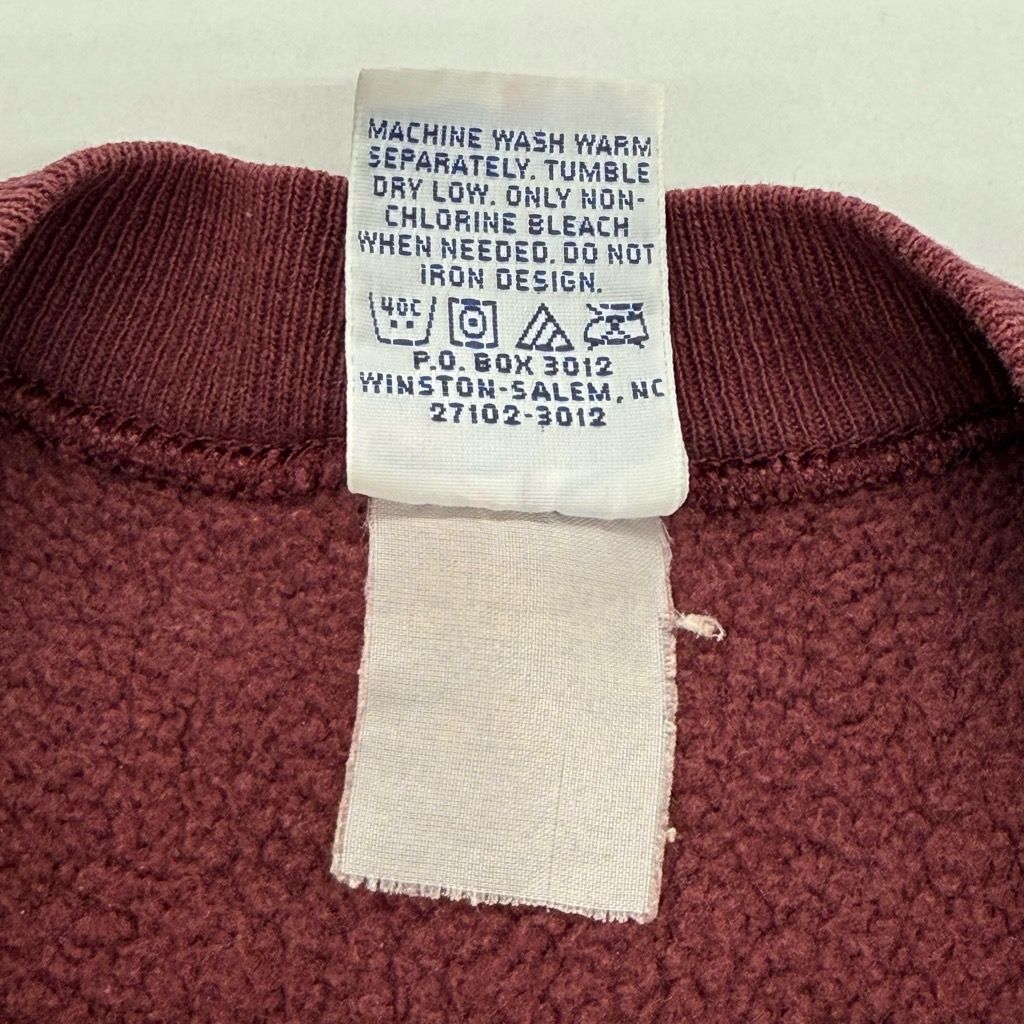 MACHINE WASH WARM
SEPARATELY. TUMBLE
DRY LOW. ONLY NON-
CHLORINE BLEACH
WHEN NEEDED. DO NOT
IRON DESIGN.
40C
P.O. BOX 3012
WINSTON-SALEM, NC
27102-3012